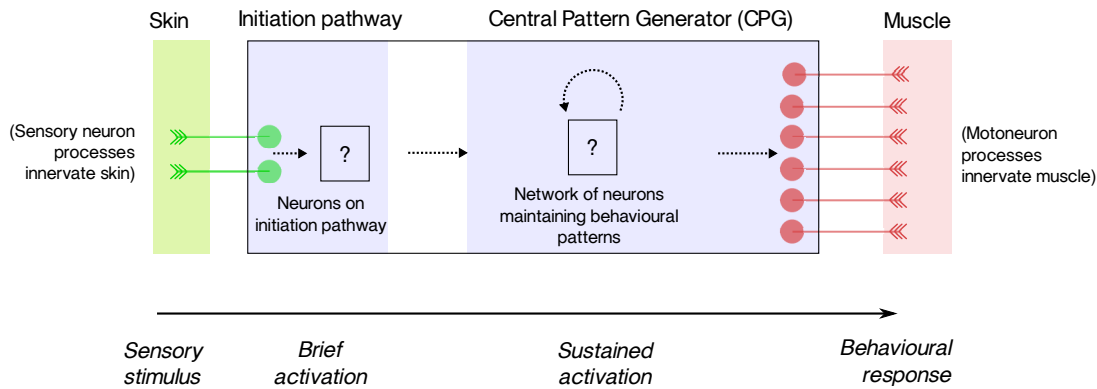 Skin
Initiation pathway
Central Pattern Generator (CPG)
Muscle
(Sensory neuron
processes
innervate skin)
?
Neurons on
initiation pathway
?
Network of neurons
maintaining behavioural
patterns
(Motoneuron
processes
innervate muscle)
Sensory
stimulus
Brief
activation
Sustained
activation
Behavioural
response